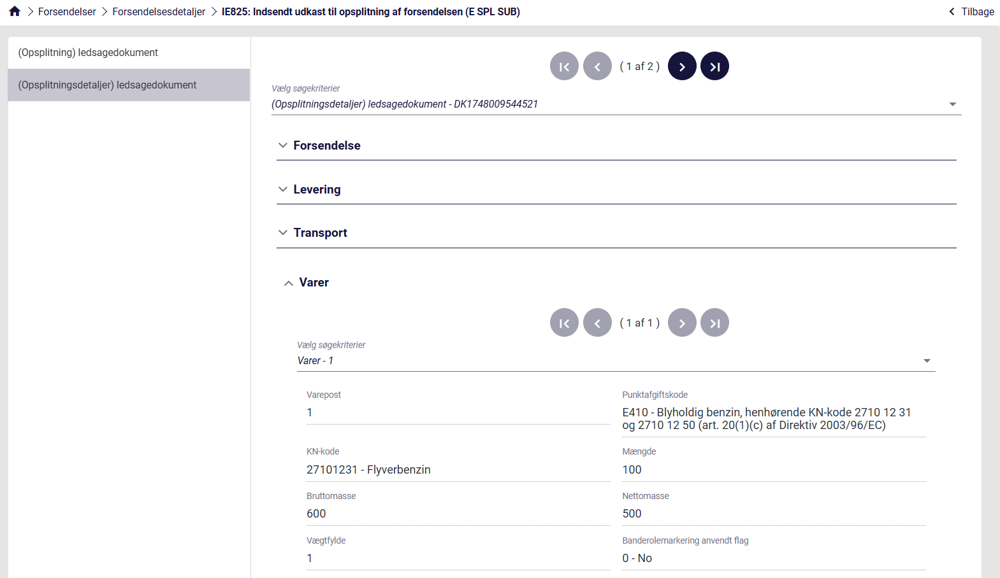 Forsendelser
Forsendelsesdetaljer
IE825: Indsendt udkast til opsplitning af forsendelsen (E SPL SUB)
Tilbage
(Opsplitning) ledsagedokument
(Opsplitningsdetaljer) ledsagedokument
( 1 af 2 )
Vælg søgekriterier
(Opsplitningsdetaljer) ledsagedokument - DK1748009544521
Forsendelse
Levering
Transport
Varer
( 1 af 1 )
Vælg søgekriterier
Varer - 1
Varepost
1
Punktafgiftskode
E410 - Blyholdig benzin, henhørende KN-kode 2710 12 31
og 2710 12 50 (art. 20(1)(c) af Direktiv 2003/96/EC)
KN-kode
27101231 - Flyverbenzin
Mængde
100
Bruttomasse
600
Nettomasse
500
Vægtfylde
1
Banderolemarkering anvendt flag
0 - No